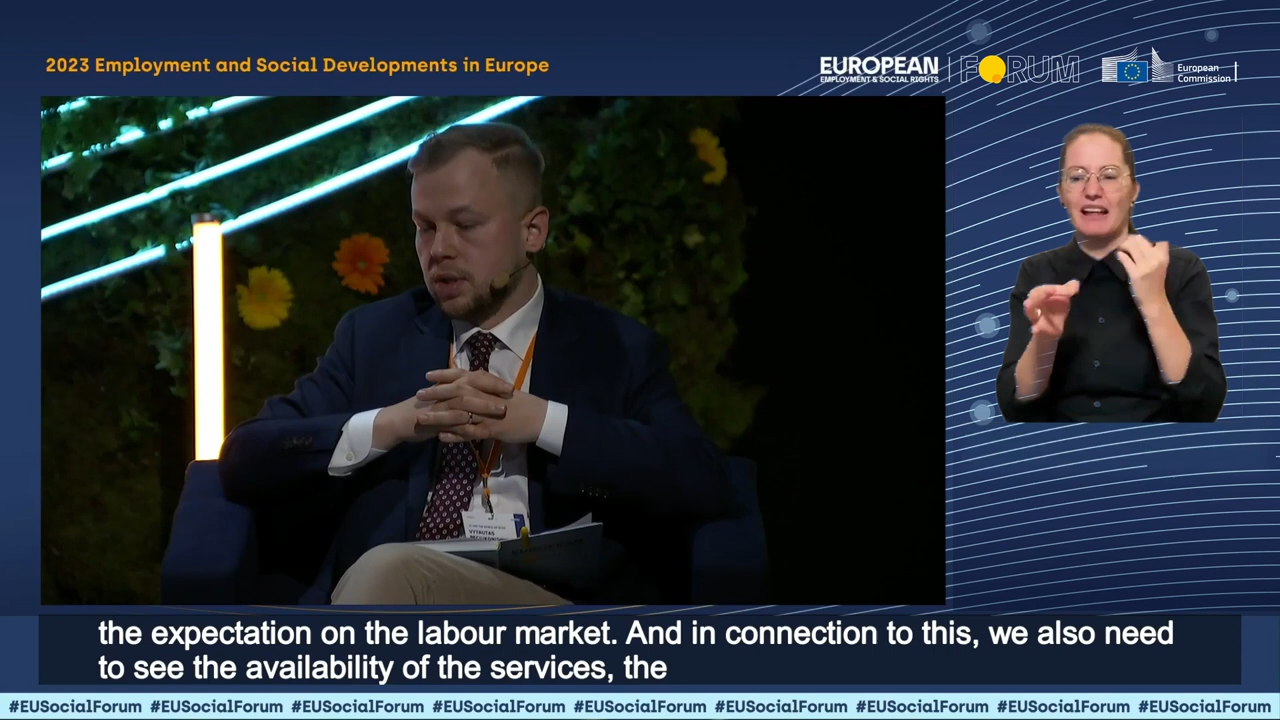 2023 Employment and Social Developments in Europe
EUROPEAN
EMPLOYMENT & SOCIAL RIGHTS
FORUM
European
Commission
VYTAUTAS
the expectation on the labour market. And in connection to this, we also need
to see the availability of the services, the
#EUSocialForum #EUSocialForum #EUSocialForum #EUSocialForum #EUSocialForum #EUSocialForum #EUSocialForum #EUSocialForum #EUSocialForum